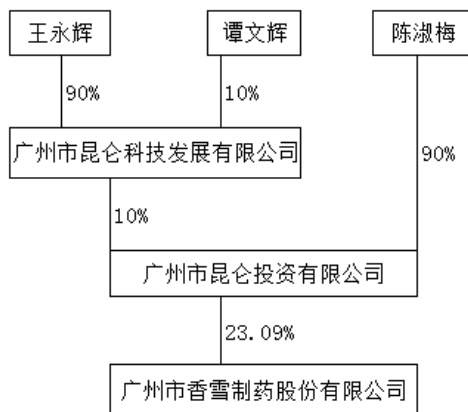 王永辉
谭文辉
陈淑梅
90%
10%
广州市昆仑科技发展有限公司
90%
10%
广州市昆仑投资有限公司
23.09%
广州市香雪制药股份有限公司